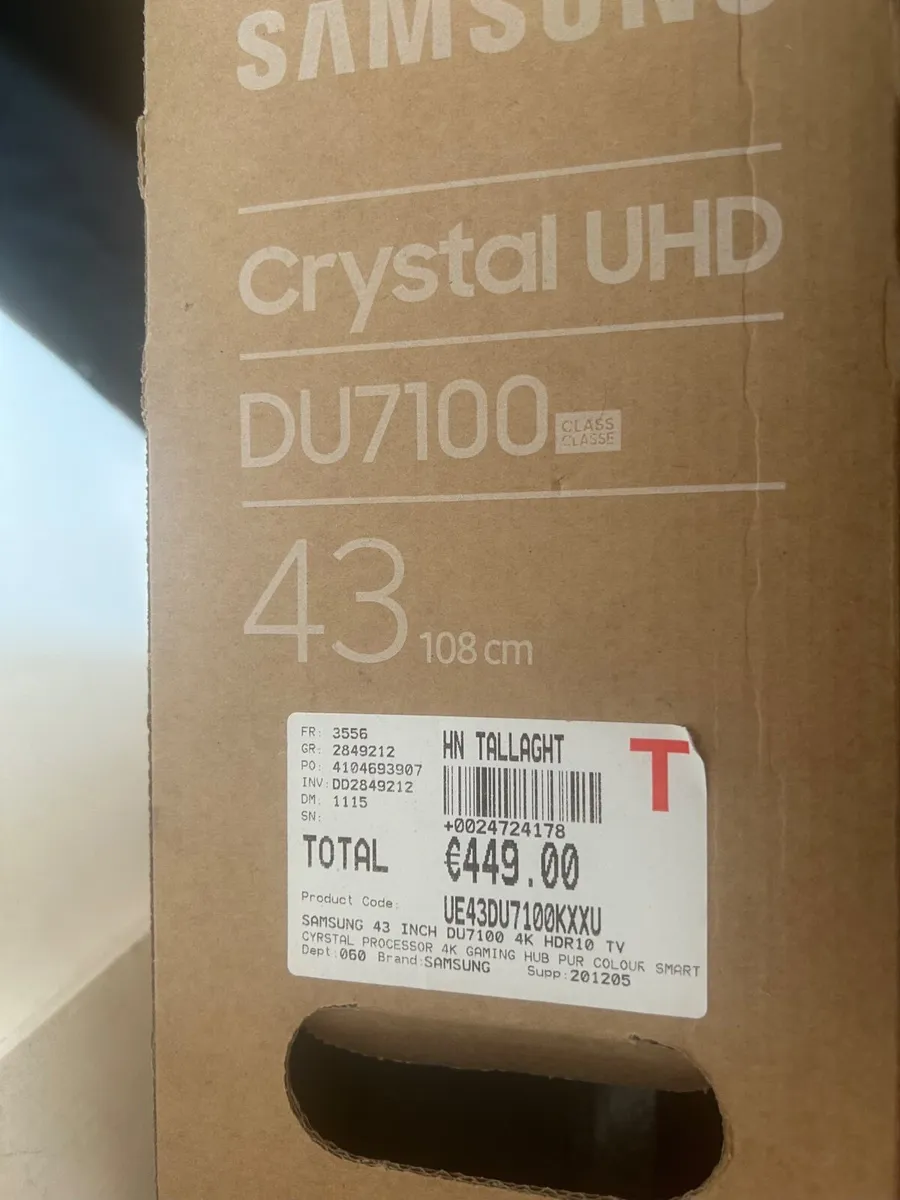 SAMSUNG
Crystal UHD
DU7100 CLASS CLASSE
43 108 cm
FR: 3556
GR: 2849212
PO: 4104693907
INV: DD2849212
DM: 1115
SN:
HN TALLAGHT
T
+0024724178
TOTAL €449.00
Product Code: UE43DU7100KXXU
SAMSUNG 43 INCH DU7100 4K HDR10 TV
CYRSTAL PROCESSOR 4K GAMING HUB PUR COLOUR SMART
Dept:060 Brand:SAMSUNG Supp:201205